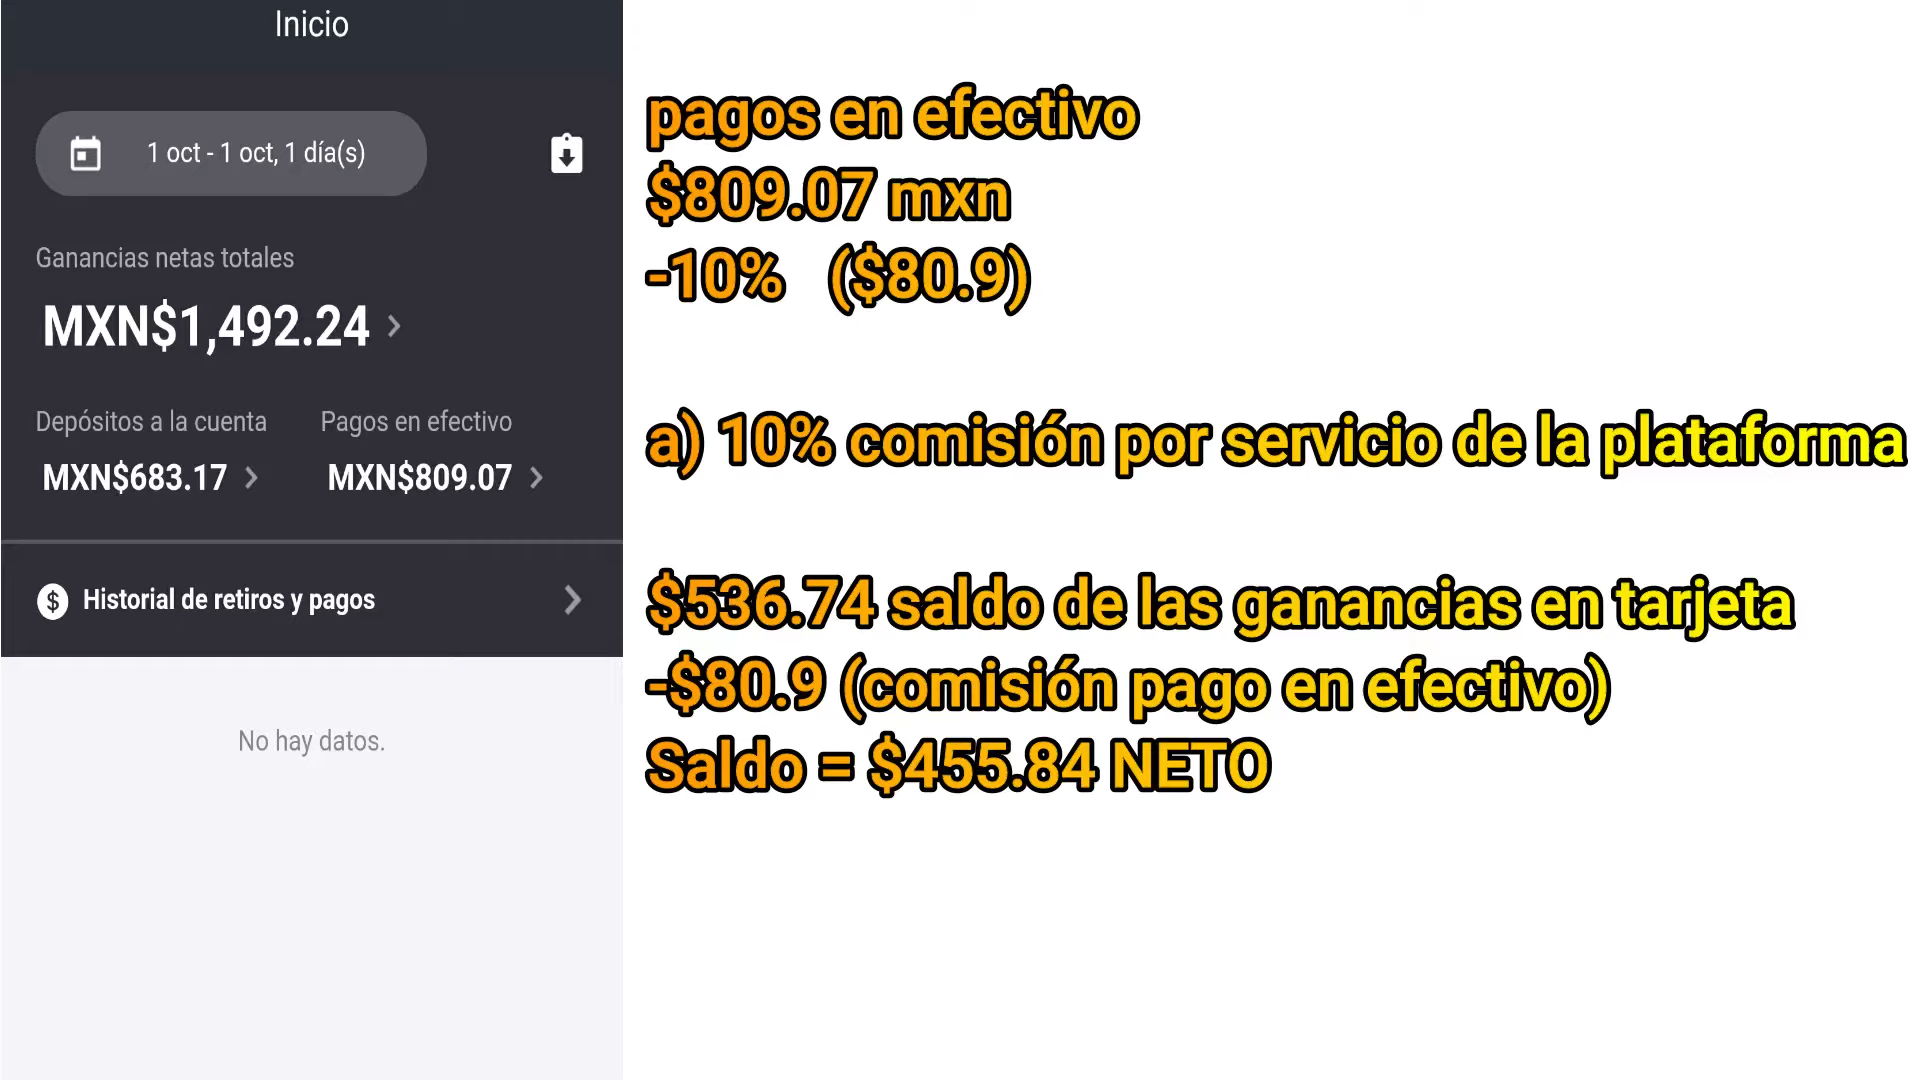 Inicio
1 oct - 1 oct, 1 día(s)
Ganancias netas totales
MXN$1,492.24
Depósitos a la cuenta
Pagos en efectivo
MXN$683.17
MXN$809.07
$ Historial de retiros y pagos
No hay datos.
pagos en efectivo
$809.07 mxn
-10% ($80.9)
a) 10% comisión por servicio de la plataforma
$536.74 saldo de las ganancias en tarjeta
-$80.9 (comisión pago en efectivo)
Saldo = $455.84 NETO